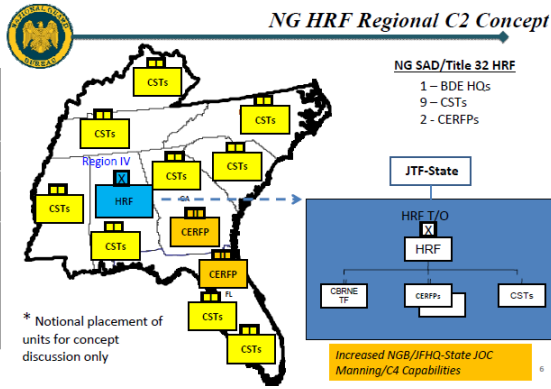 NATIONAL GUARD
BUREAU
NG HRF Regional C2 Concept
NG SAD/Title 32 HRF
1 – BDE HQs
9 – CSTs
2 - CERFPs
CSTs
CSTs
CSTs
Region IV
CSTs
CSTs
X
HRF
GA
CSTs
CERFP
CSTs
CERFP
FL
CSTs
CSTs
* Notional placement of
units for concept
discussion only
JTF-State
HRF T/O
X
HRF
CBRNE
TF
CERFPs
CSTs
Increased NGB/JFHQ-State JOC
Manning/C4 Capabilities
6